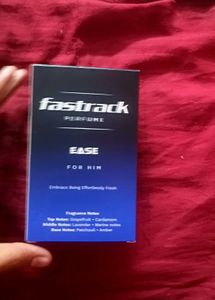 fastrack
PERFUME
EASE
FOR HIM
Embrace Being Effortlessly Fresh
Fragrance Notes
Top Notes: Grapefruit • Cardamom
Middle Notes: Lavender • Marine notes
Base Notes: Patchouli • Amber